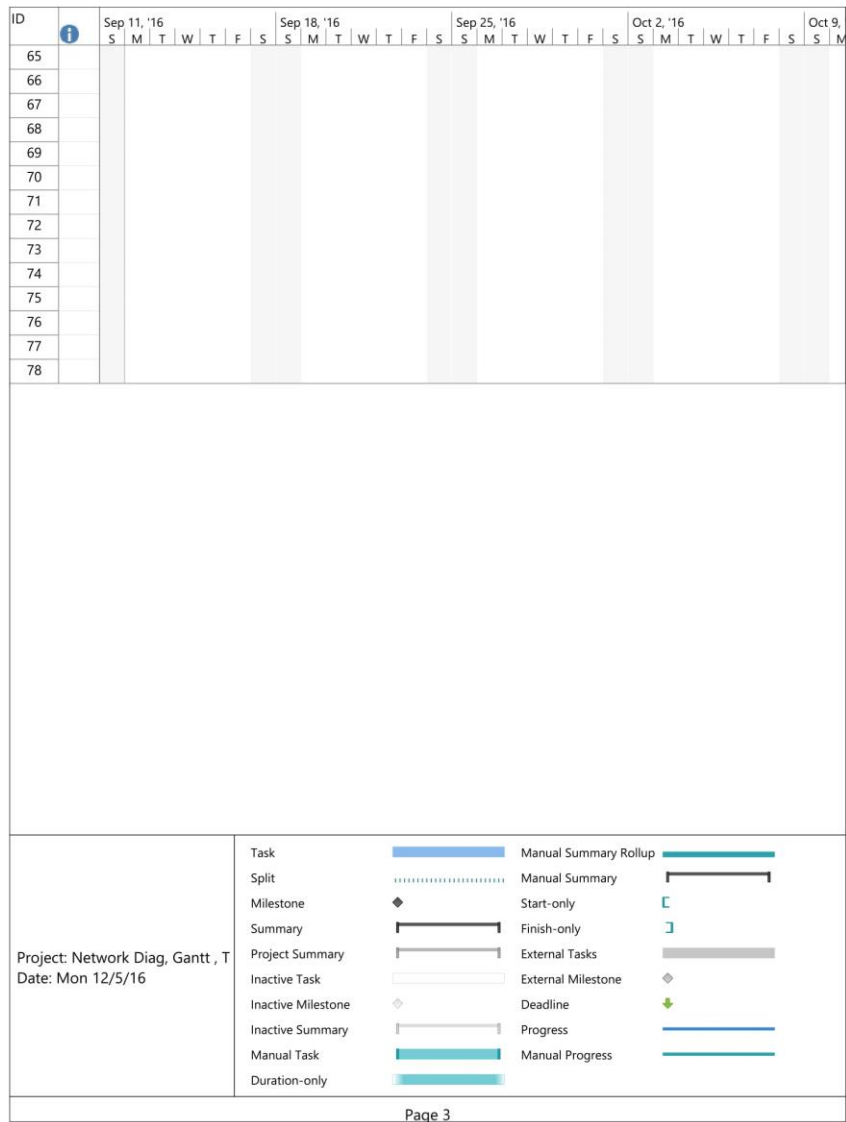 ID
Sep 11, '16 Sep 18, '16 Sep 25, '16 Oct 2, '16 Oct 9,
S M T W T F S S M T W T F S S M T W T F S S M T W T F S S M
65
66
67
68
69
70
71
72
73
74
75
76
77
78
Project: Network Diag, Gantt , T
Date: Mon 12/5/16
Task
Split
Milestone
Summary
Project Summary
Inactive Task
Inactive Milestone
Inactive Summary
Manual Task
Duration-only
Manual Summary Rollup
Manual Summary
Start-only
Finish-only
External Tasks
External Milestone
Deadline
Progress
Manual Progress
Page 3